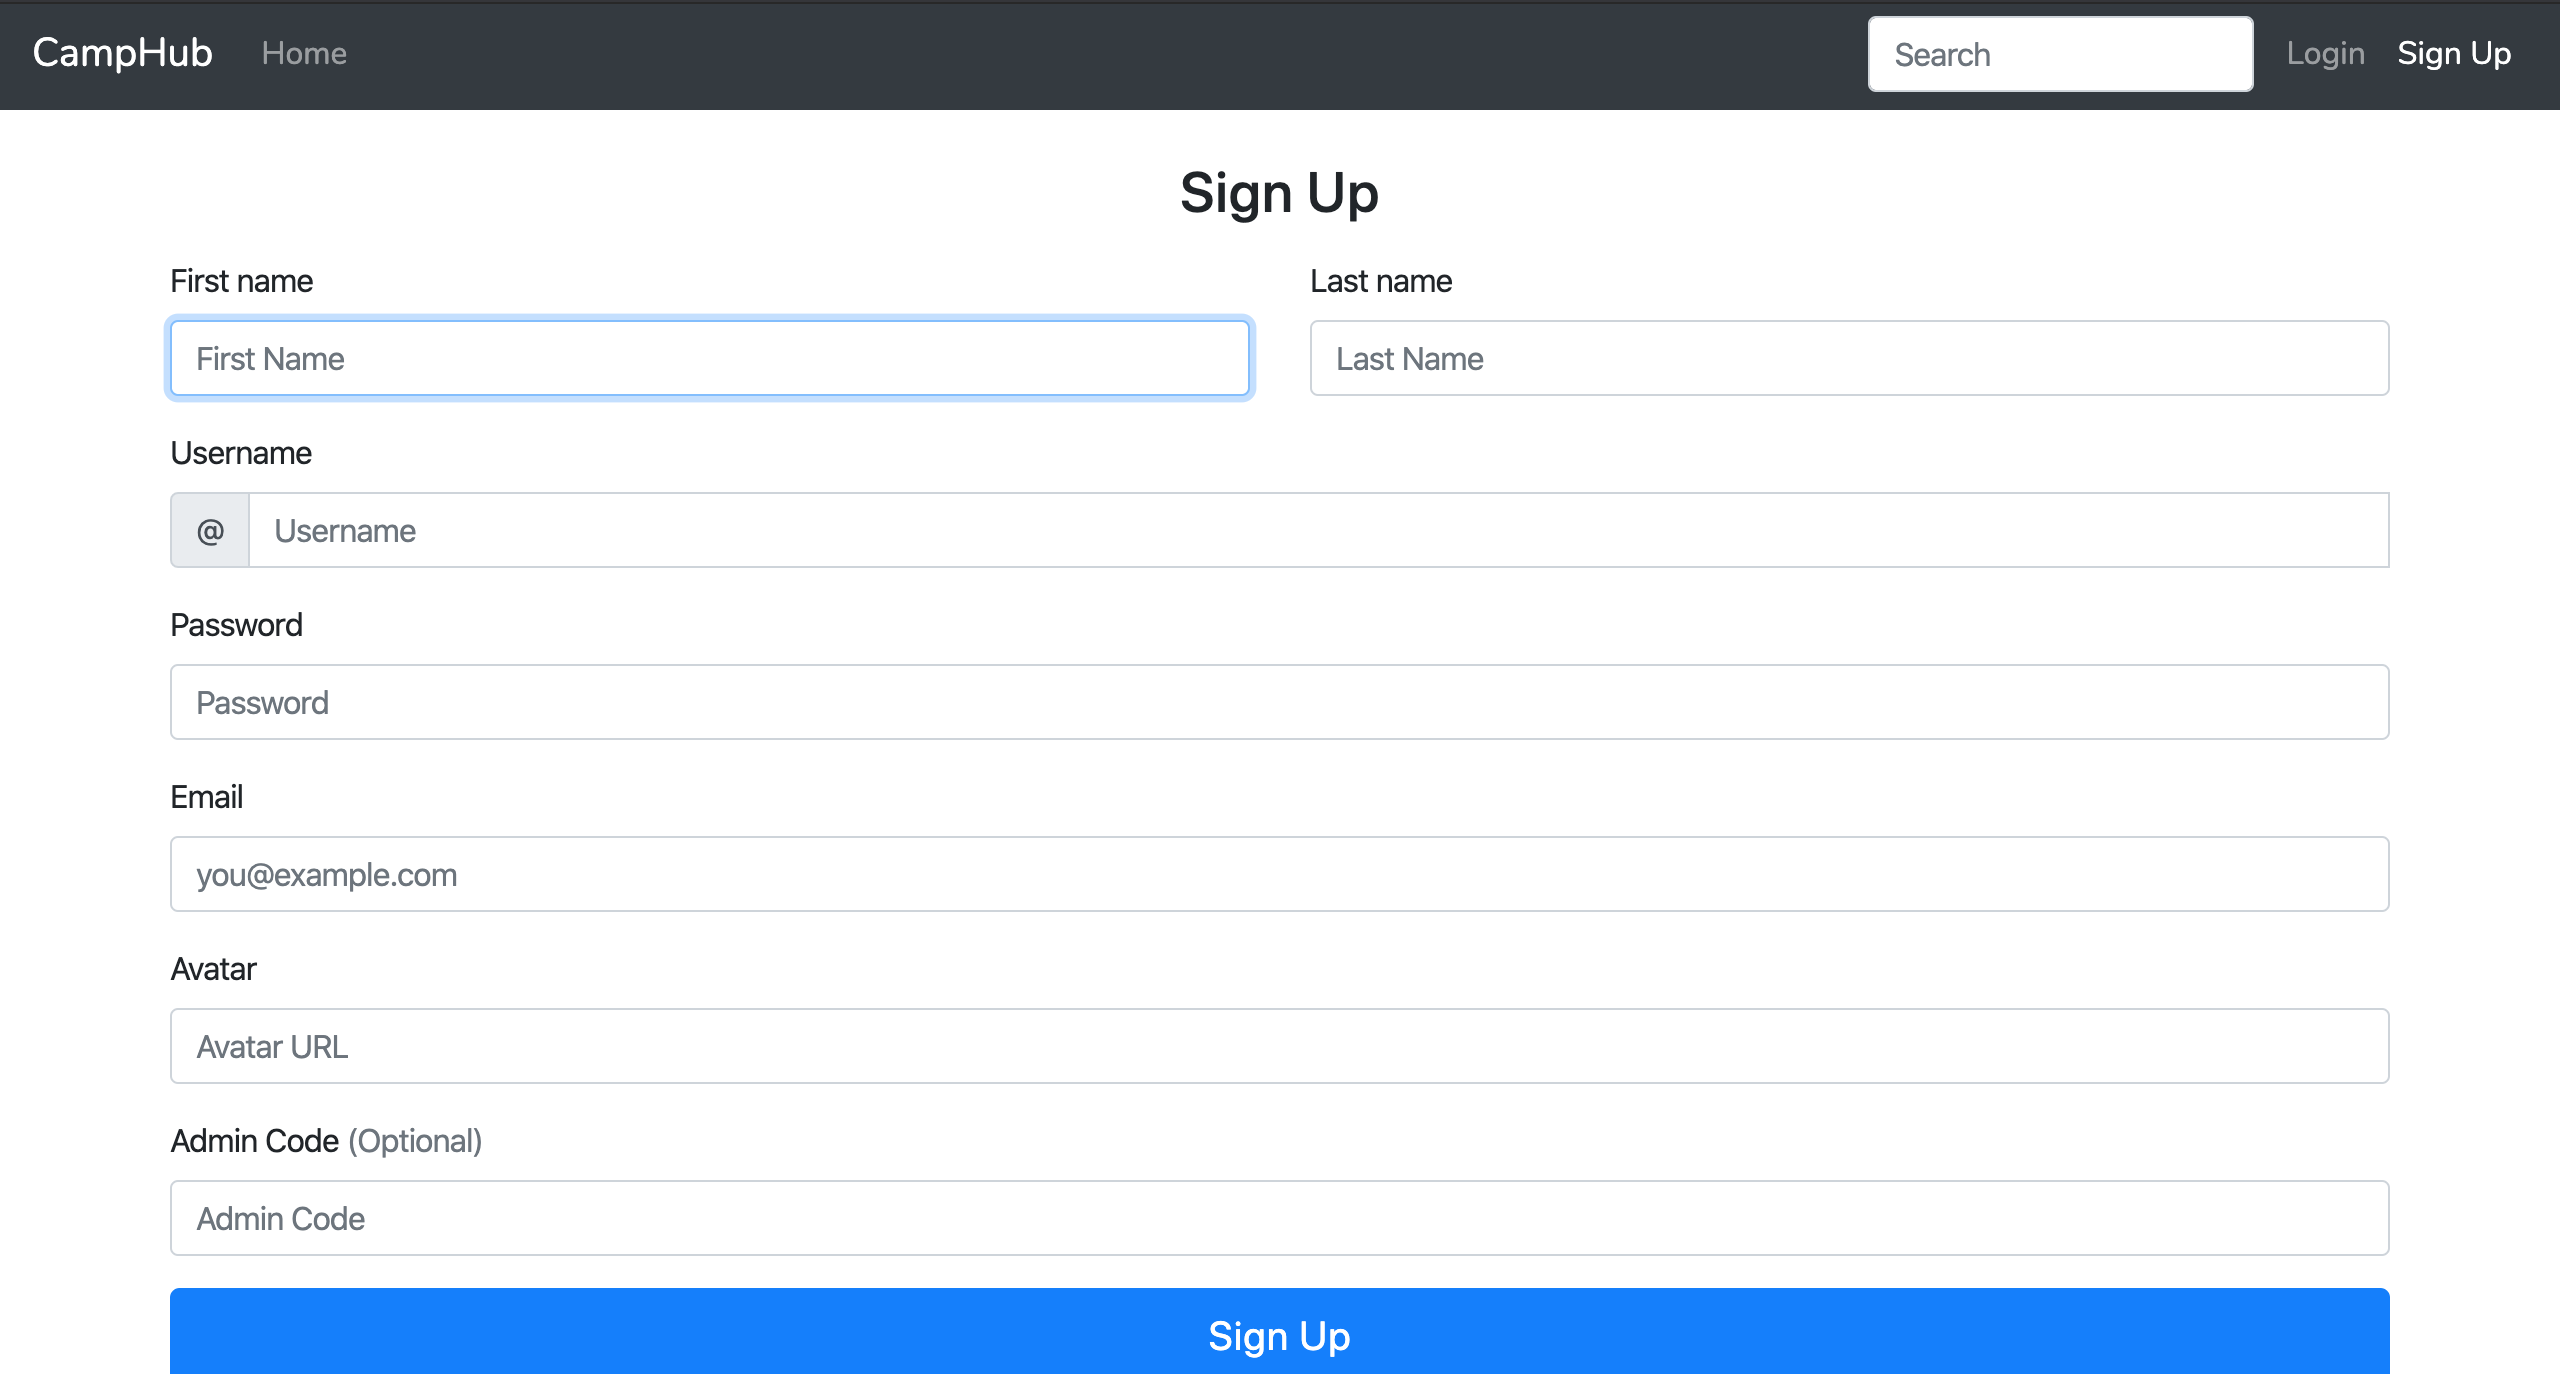 CampHub Home Search Login Sign Up
Sign Up
First name Last name
First Name Last Name
Username
@ Username
Password
Password
Email
you@example.com
Avatar
Avatar URL
Admin Code (Optional)
Admin Code
Sign Up